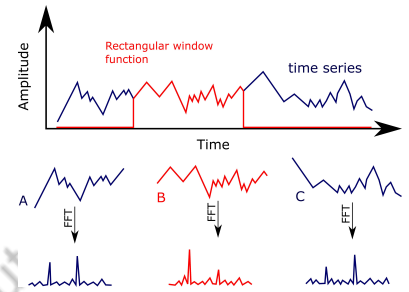 Amplitude
Rectangular window
function
time series
Time
A
B
C
FFT
FFT
FFT